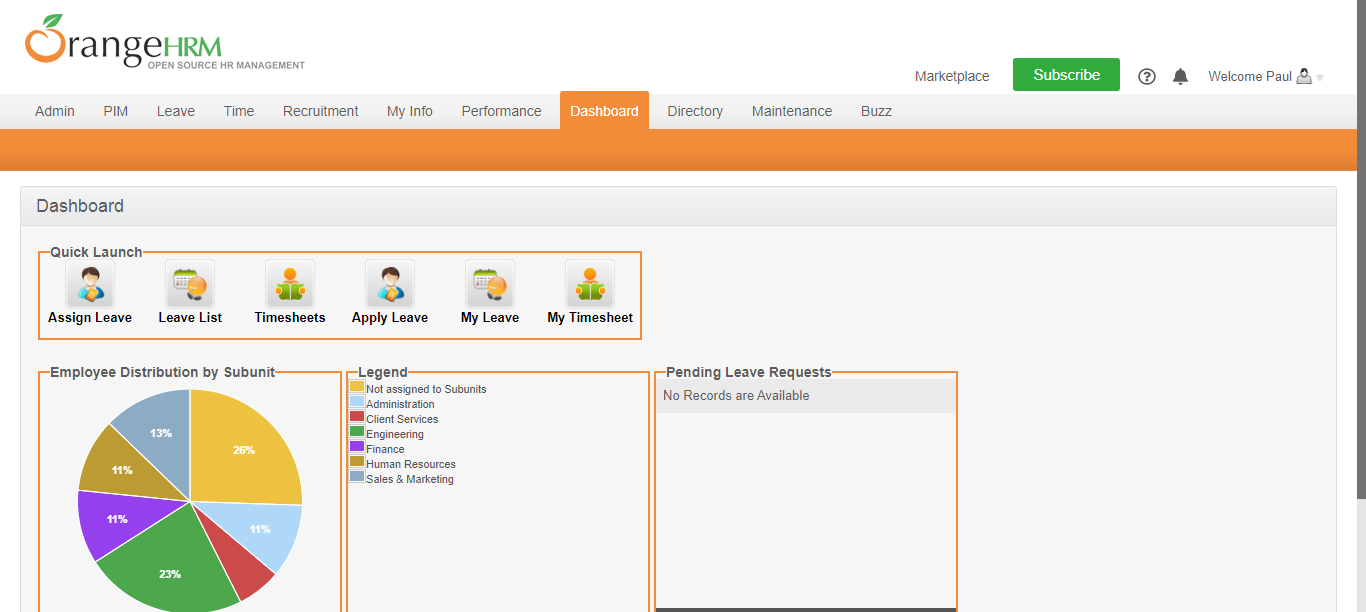 OrangeHRM
OPEN SOURCE HR MANAGEMENT
Marketplace Subscribe ? Welcome Paul
Admin PIM Leave Time Recruitment My Info Performance Dashboard Directory Maintenance Buzz
Dashboard
Quick Launch
Assign Leave Leave List Timesheets Apply Leave My Leave My Timesheet
Employee Distribution by Subunit
13%
26%
11%
11%
11%
23%
Legend
Not assigned to Subunits
Administration
Client Services
Engineering
Finance
Human Resources
Sales & Marketing
Pending Leave Requests
No Records are Available